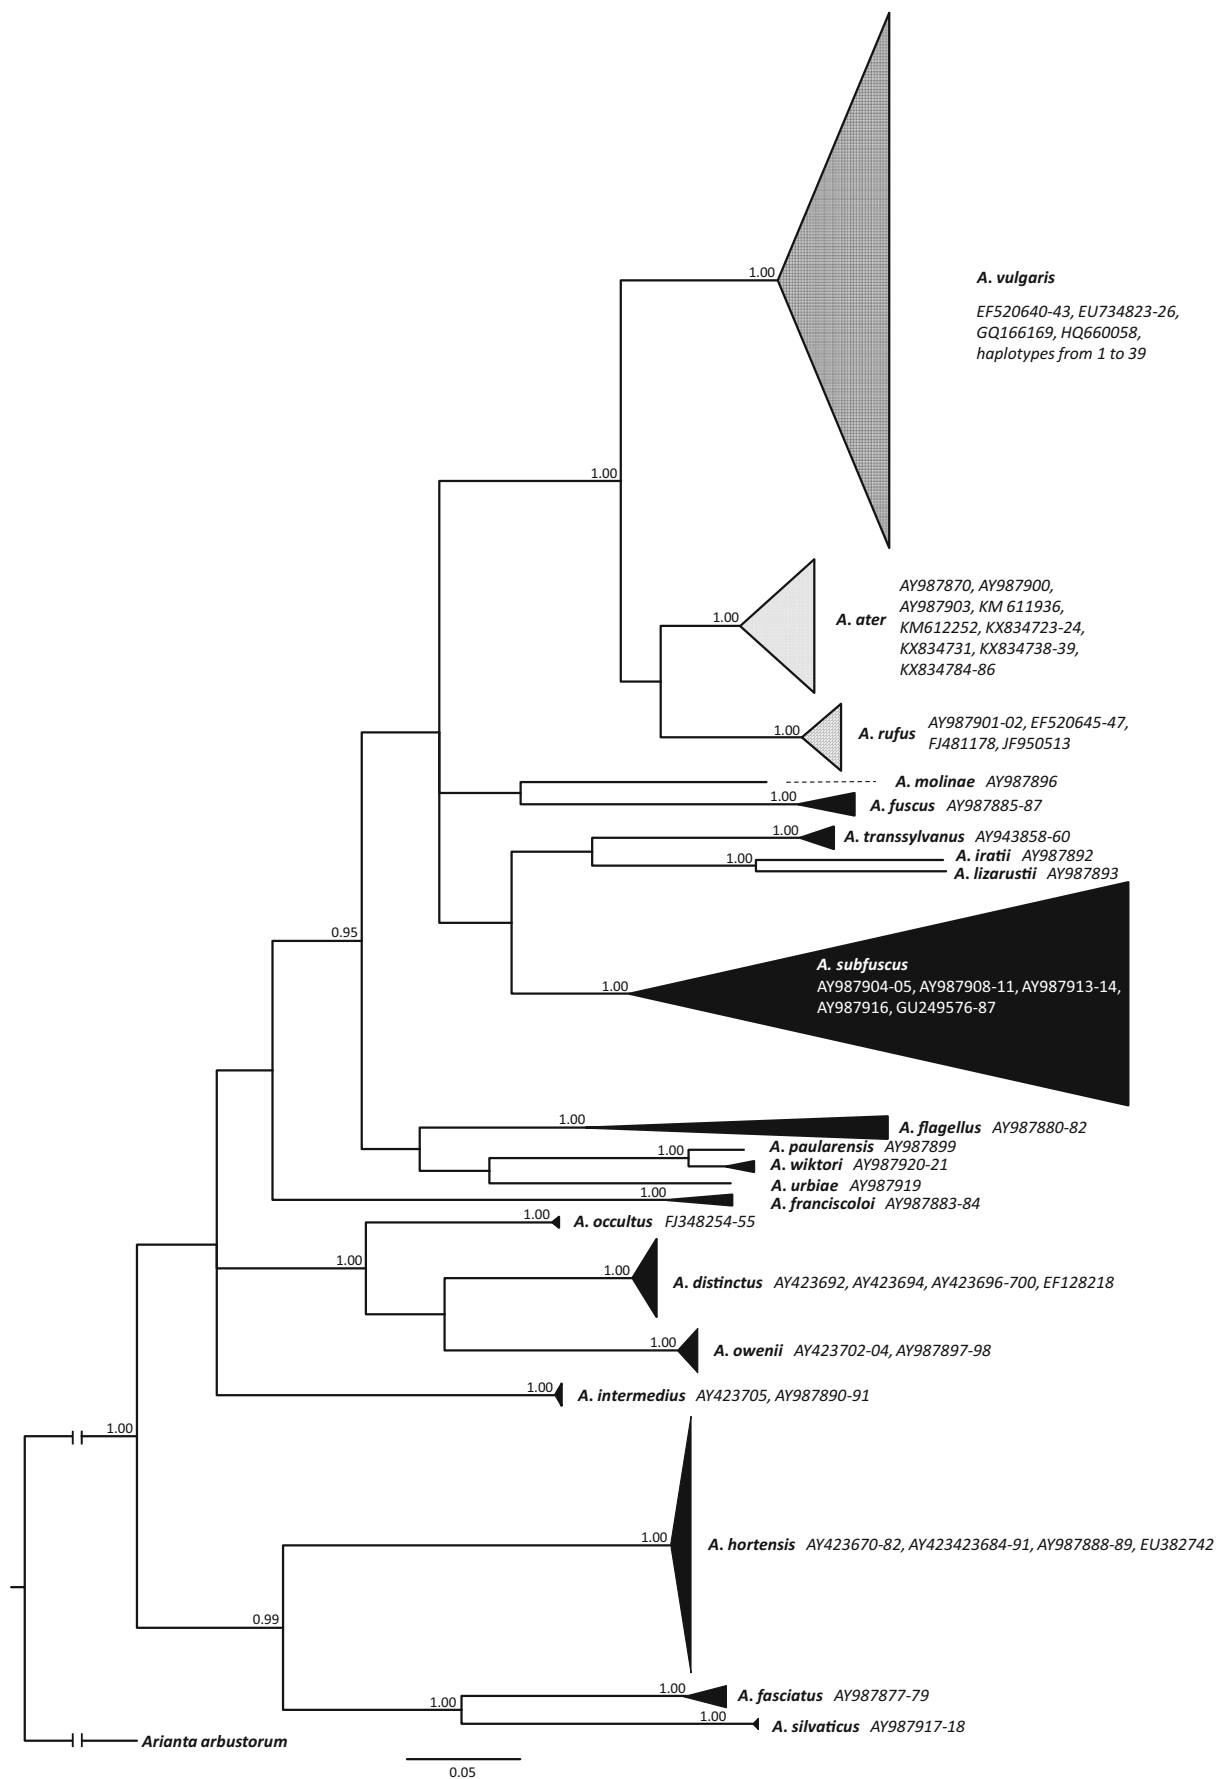 1.00
A. vulgaris
EF520640-43, EU734823-26,
GQ166169, HQ660058,
haplotypes from 1 to 39
1.00
1.00
A. ater
AY987870, AY987900,
AY987903, KM 611936,
KM612252, KX834723-24,
KX834731, KX834738-39,
KX834784-86
1.00
A. rufus
AY987901-02, EF520645-47,
FJ481178, JF950513
A. molinae AY987896
1.00
A. fuscus AY987885-87
1.00
A. transsylvanus AY943858-60
1.00
A. iratii AY987892
A. lizarustii AY987893
0.95
1.00
A. subfuscus
AY987904-05, AY987908-11, AY987913-14,
AY987916, GU249576-87
1.00
A. flagellus AY987880-82
1.00
A. paularensis AY987899
A. wiktori AY987920-21
A. urbiae AY987919
1.00
A. franciscoloi AY987883-84
1.00
A. occultus FJ348254-55
1.00
1.00
A. distinctus AY423692, AY423694, AY423696-700, EF128218
1.00
A. owenii AY423702-04, AY987897-98
1.00
A. intermedius AY423705, AY987890-91
1.00
1.00
A. hortensis AY423670-82, AY423423684-91, AY987888-89, EU382742
0.99
1.00
A. fasciatus AY987877-79
1.00
1.00
A. silvaticus AY987917-18
Arianta arbustorum
0.05